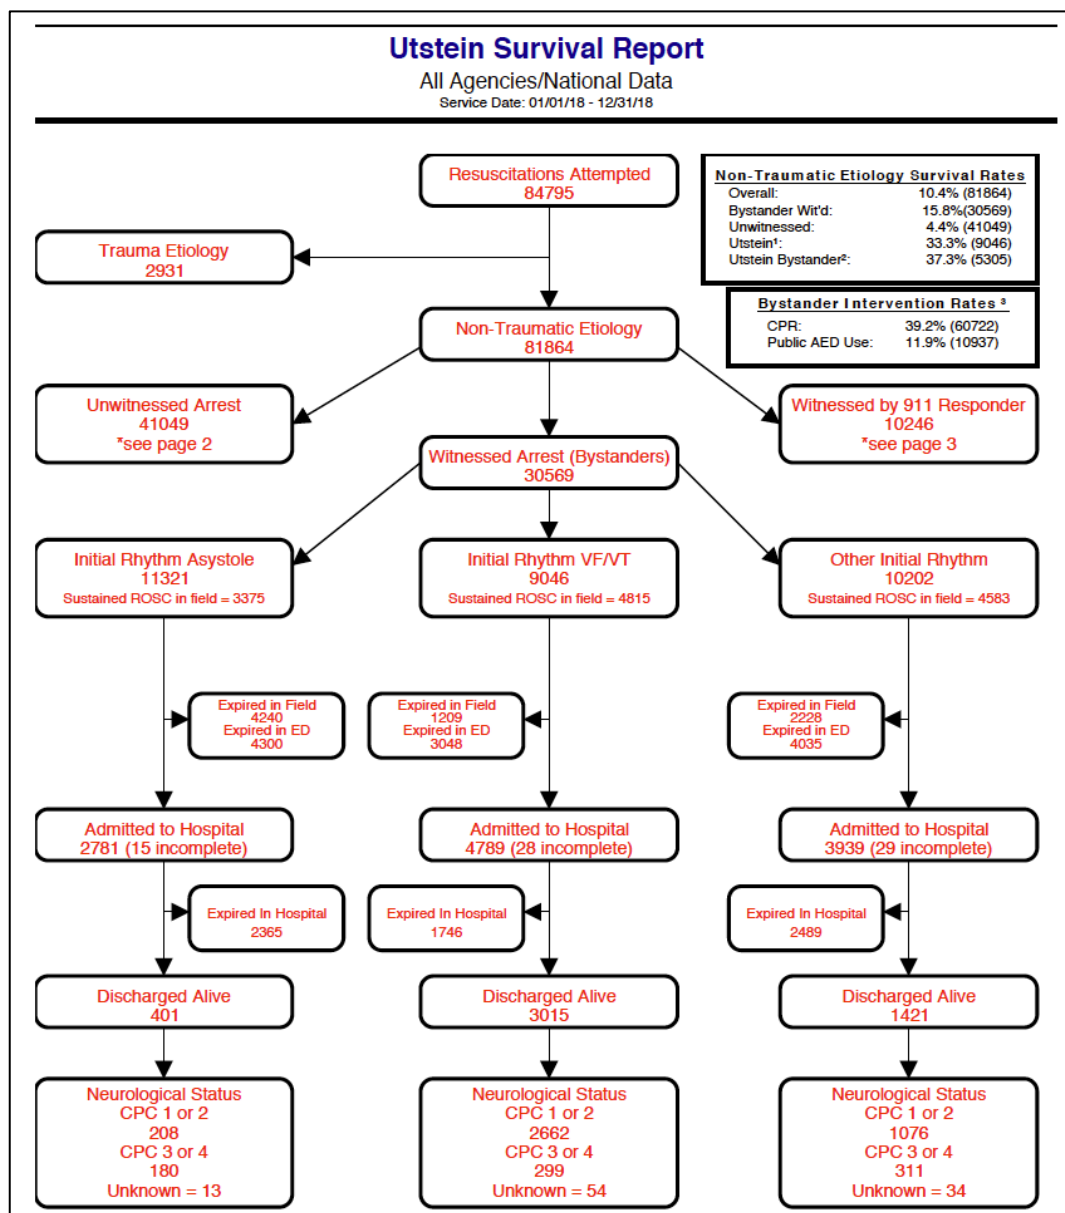 Utstein Survival Report
All Agencies/National Data
Service Date: 01/01/18 - 12/31/18
Resuscitations Attempted
84795
Non-Traumatic Etiology Survival Rates
Overall: 10.4% (81864)
Bystander Wit'd: 15.8%(30569)
Unwitnessed: 4.4% (41049)
Utstein¹: 33.3% (9046)
Utstein Bystander²: 37.3% (5305)
Trauma Etiology
2931
Bystander Intervention Rates ³
CPR: 39.2% (60722)
Public AED Use: 11.9% (10937)
Non-Traumatic Etiology
81864
Unwitnessed Arrest
41049
*see page 2
Witnessed Arrest (Bystanders)
30569
Witnessed by 911 Responder
10246
*see page 3
Initial Rhythm Asystole
11321
Sustained ROSC in field = 3375
Initial Rhythm VF/VT
9046
Sustained ROSC in field = 4815
Other Initial Rhythm
10202
Sustained ROSC in field = 4583
Expired in Field
4240
Expired in ED
4300
Expired in Field
1209
Expired in ED
3048
Expired in Field
2228
Expired in ED
4035
Admitted to Hospital
2781 (15 incomplete)
Admitted to Hospital
4789 (28 incomplete)
Admitted to Hospital
3939 (29 incomplete)
Expired In Hospital
2365
Expired In Hospital
1746
Expired In Hospital
2489
Discharged Alive
401
Discharged Alive
3015
Discharged Alive
1421
Neurological Status
CPC 1 or 2
208
CPC 3 or 4
180
Unknown = 13
Neurological Status
CPC 1 or 2
2662
CPC 3 or 4
299
Unknown = 54
Neurological Status
CPC 1 or 2
1076
CPC 3 or 4
311
Unknown = 34